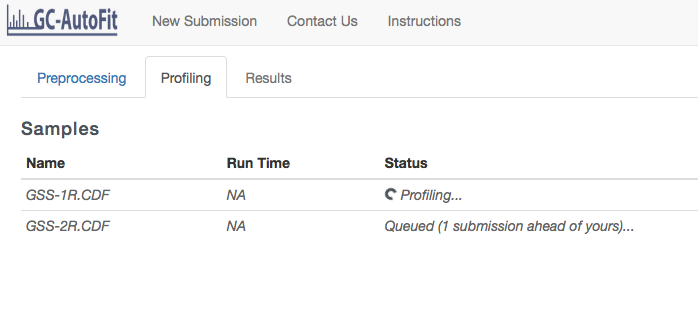 GC-AutoFit New Submission Contact Us Instructions
Preprocessing Profiling Results
Samples
Name Run Time Status
GSS-1R.CDF NA Profiling...
GSS-2R.CDF NA Queued (1 submission ahead of yours)...